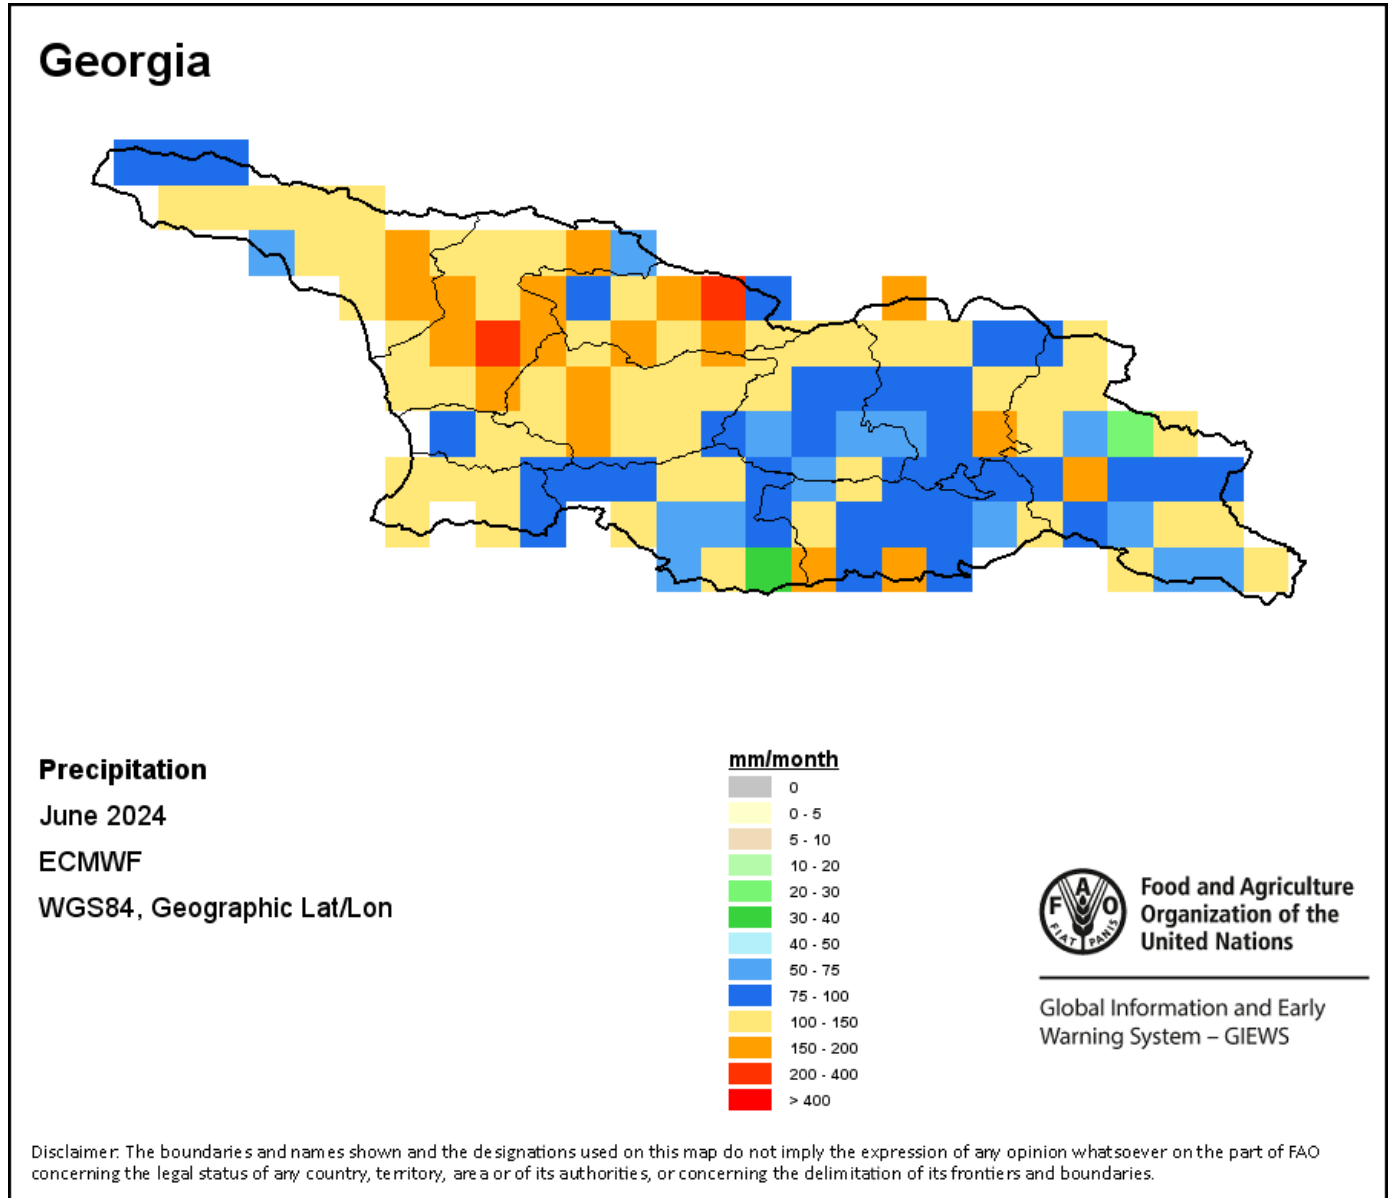 Georgia
Precipitation
June 2024
ECMWF
WGS84, Geographic Lat/Lon
mm/month
0
0 - 5
5 - 10
10 - 20
20 - 30
30 - 40
40 - 50
50 - 75
75 - 100
100 - 150
150 - 200
200 - 400
> 400
F A O
FIAT PANIS
Food and Agriculture
Organization of the
United Nations
Global Information and Early
Warning System – GIEWS
Disclaimer: The boundaries and names shown and the designations used on this map do not imply the expression of any opinion whatsoever on the part of FAO
concerning the legal status of any country, territory, area or of its authorities, or concerning the delimitation of its frontiers and boundaries.